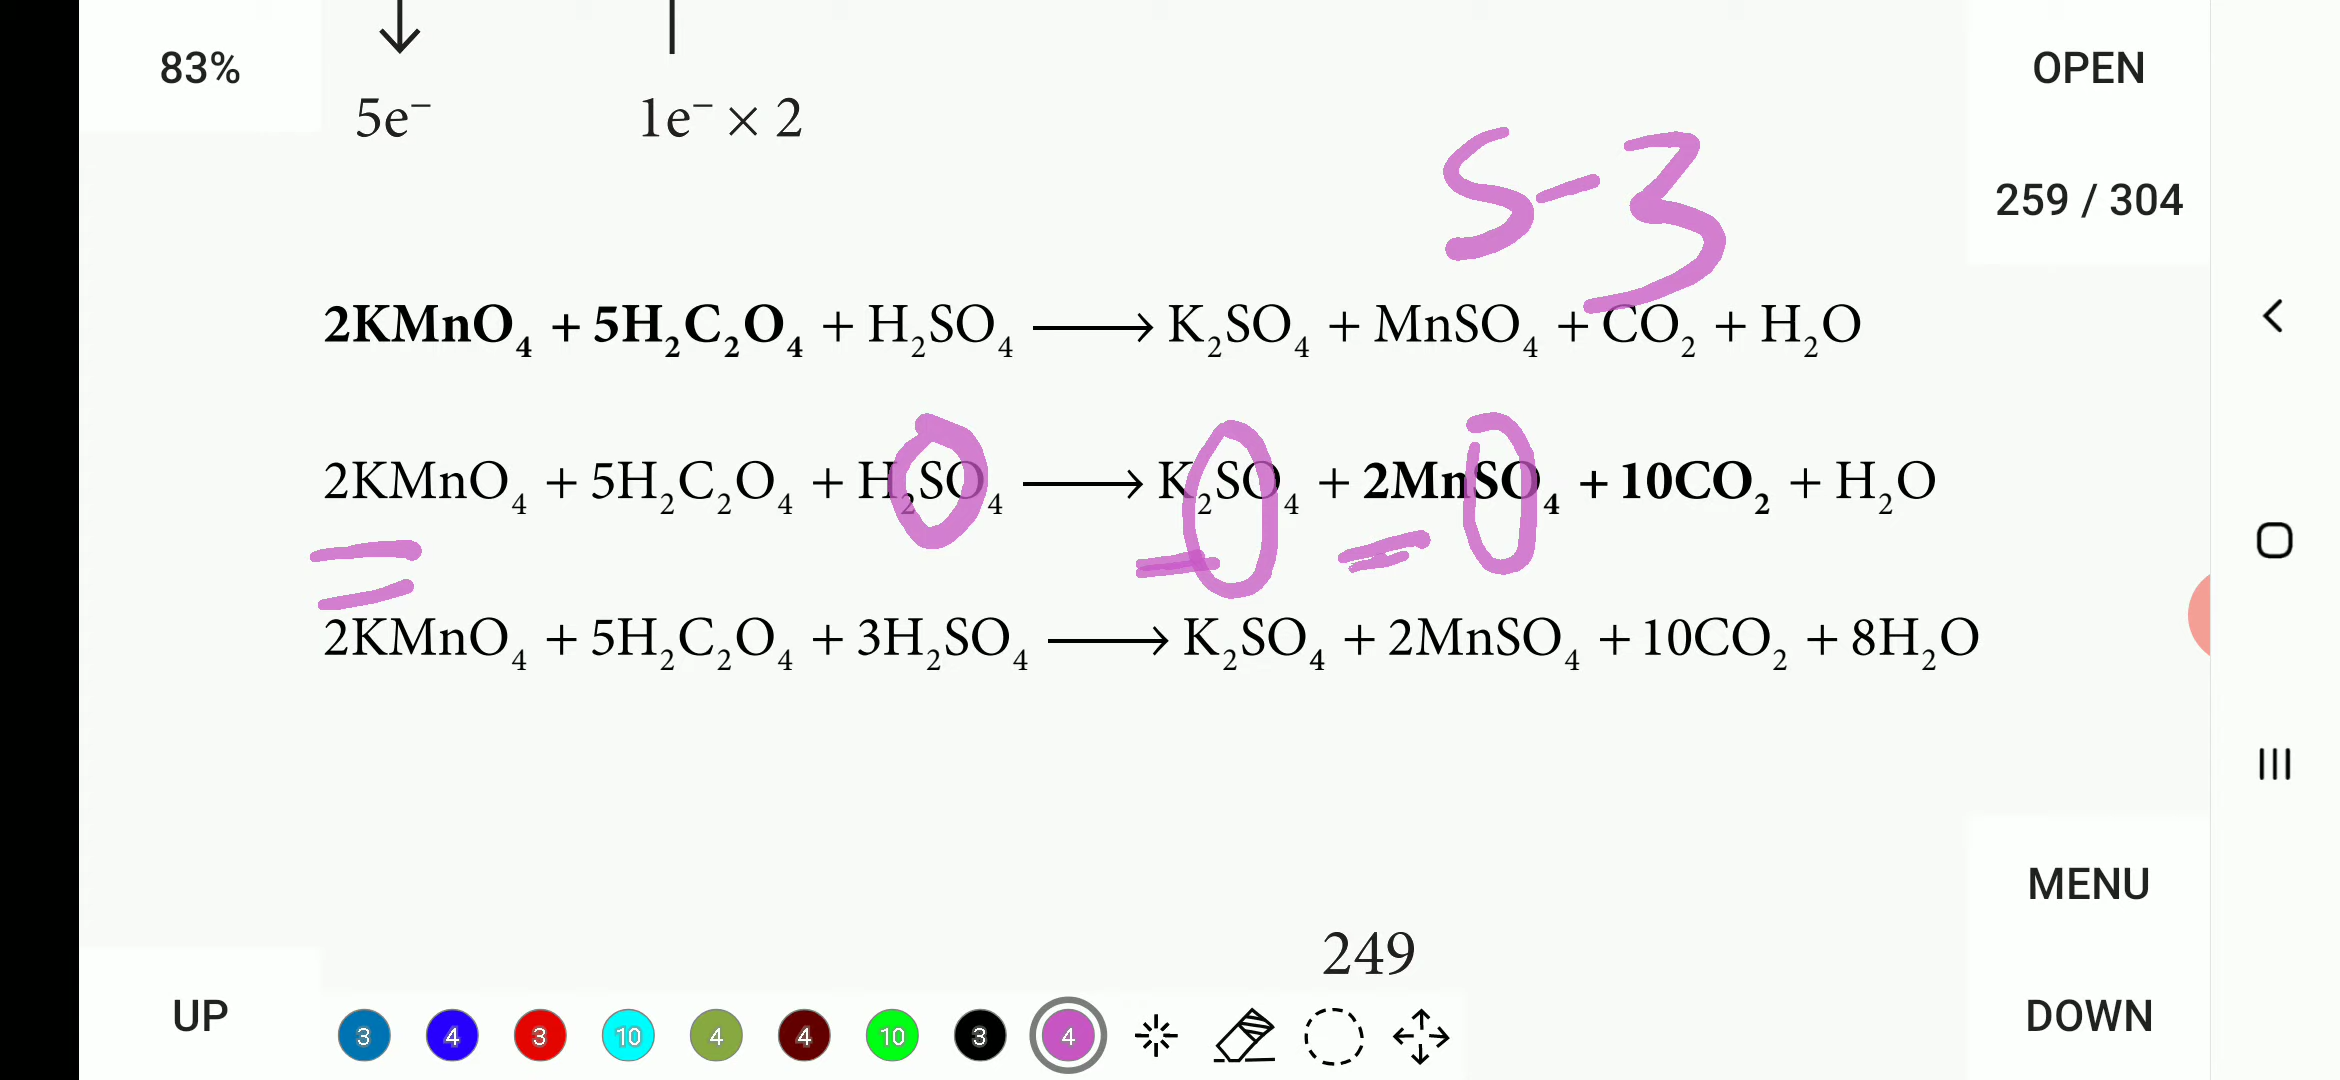 83%
OPEN
5e⁻ 1e⁻ × 2
S-3
259 / 304
2KMnO₄ + 5H₂C₂O₄ + H₂SO₄ ⟶ K₂SO₄ + MnSO₄ + CO₂ + H₂O
2KMnO₄ + 5H₂C₂O₄ + H₂SO₄ ⟶ K₂SO₄ + 2MnSO₄ + 10CO₂ + H₂O
2KMnO₄ + 5H₂C₂O₄ + 3H₂SO₄ ⟶ K₂SO₄ + 2MnSO₄ + 10CO₂ + 8H₂O
MENU
249
UP
3 4 3 10 4 4 10 3 4
DOWN